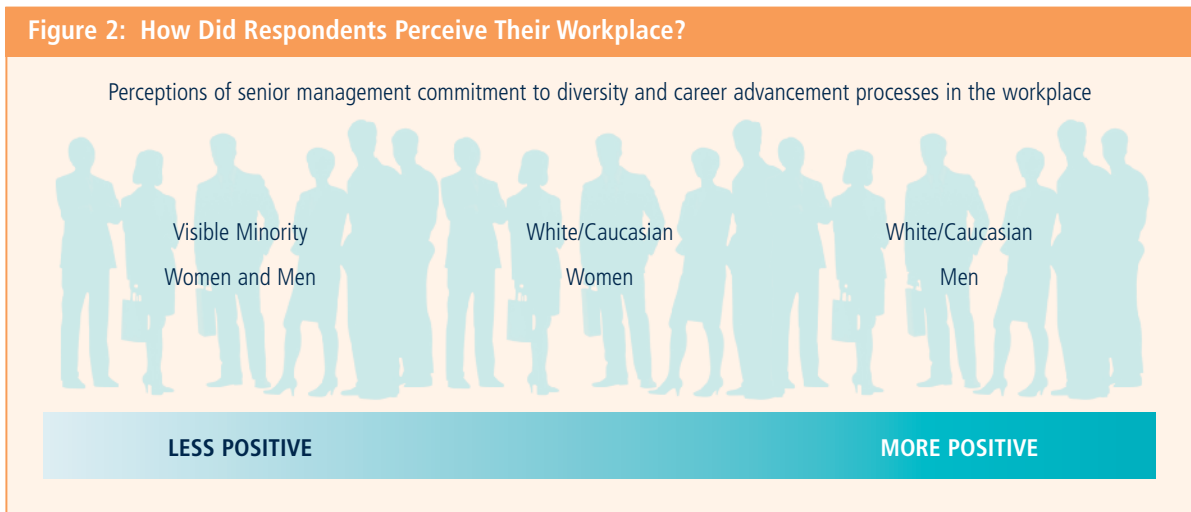 Figure 2: How Did Respondents Perceive Their Workplace?
Perceptions of senior management commitment to diversity and career advancement processes in the workplace
Visible Minority
Women and Men
White/Caucasian
Women
White/Caucasian
Men
LESS POSITIVE
MORE POSITIVE